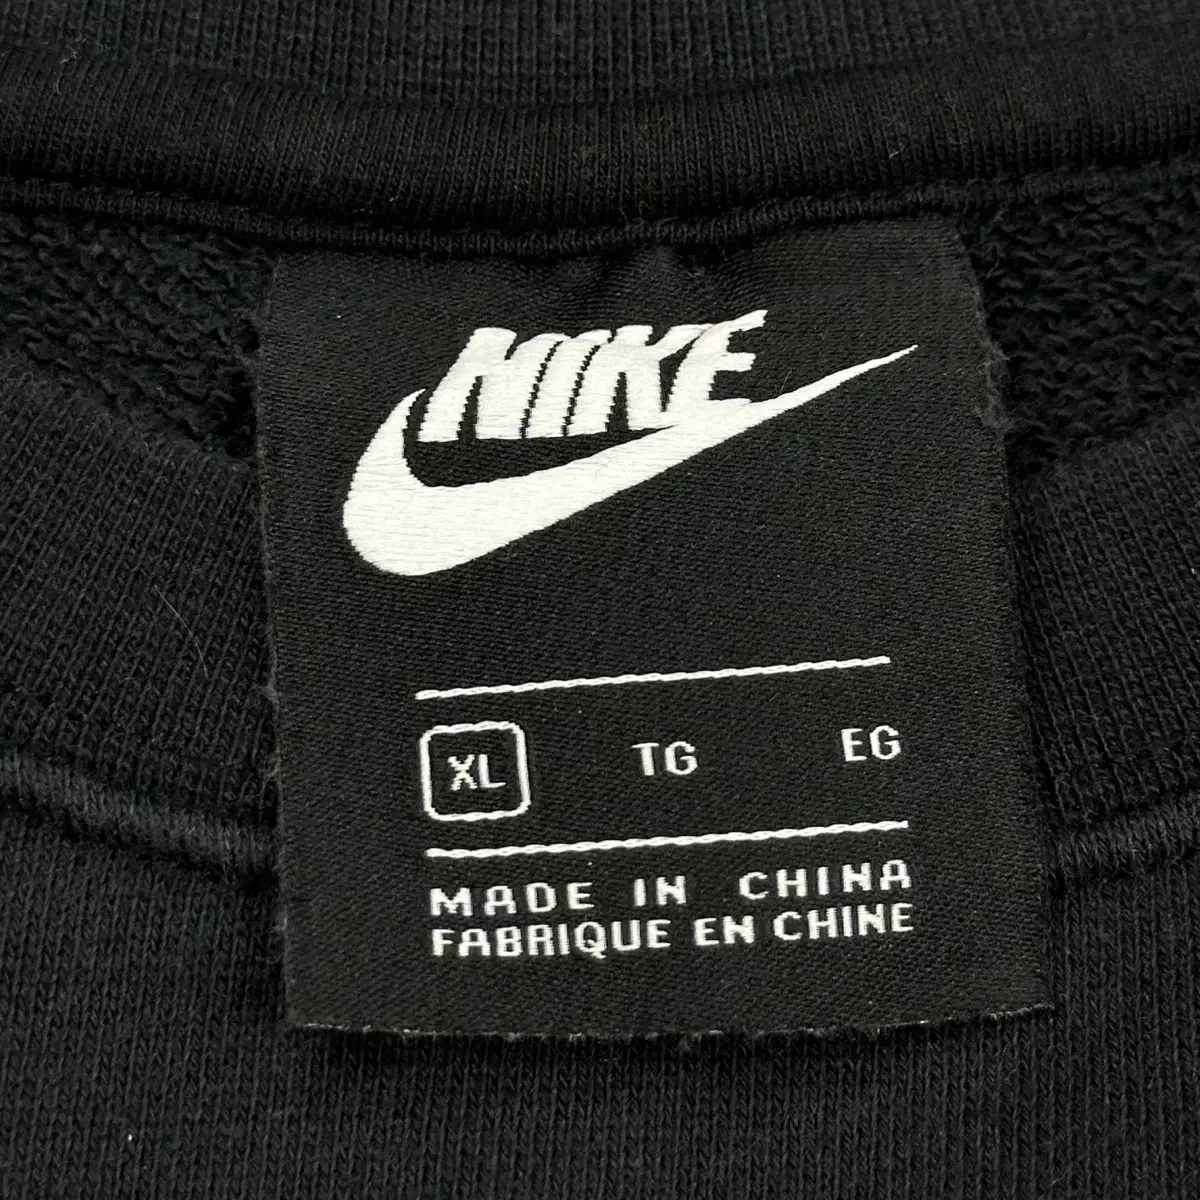 NIKE
XL TG EG
MADE IN CHINA
FABRIQUE EN CHINE